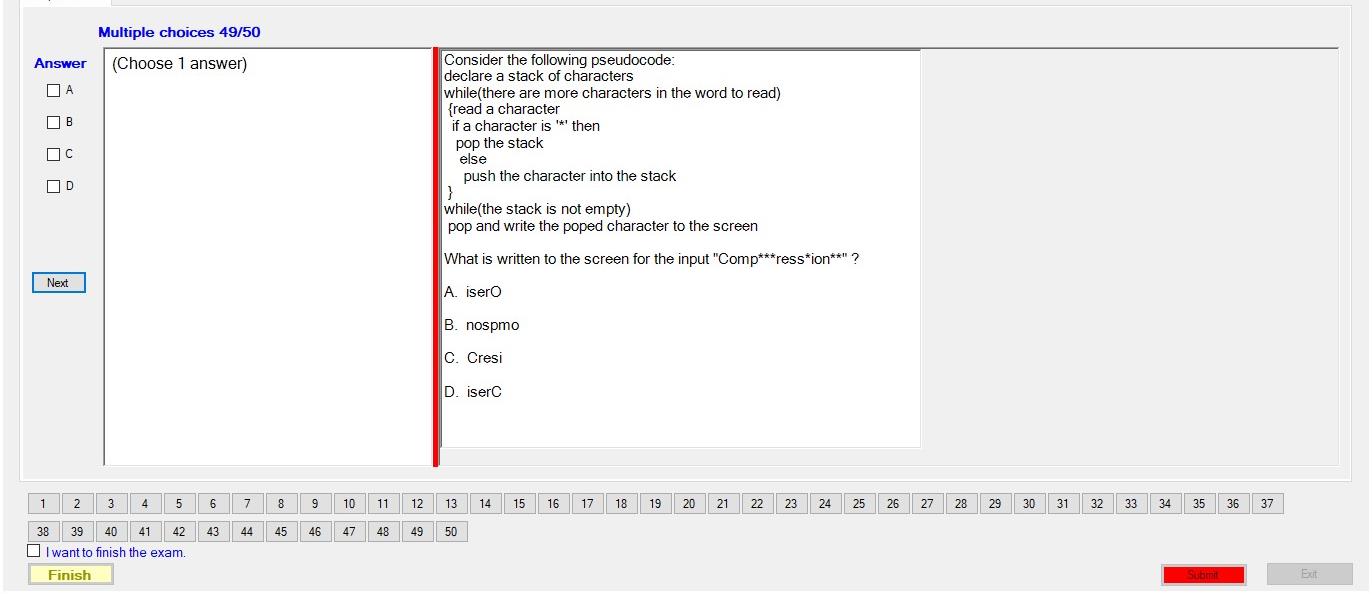 Multiple choices 49/50
Answer
(Choose 1 answer)
A
B
C
D
Next
Consider the following pseudocode:
declare a stack of characters
while(there are more characters in the word to read)
{read a character
if a character is '*' then
pop the stack
else
push the character into the stack
}
while(the stack is not empty)
pop and write the poped character to the screen
What is written to the screen for the input "Comp***ress*ion**" ?
A. iserO
B. nospmo
C. Cresi
D. iserC
1 2 3 4 5 6 7 8 9 10 11 12 13 14 15 16 17 18 19 20 21 22 23 24 25 26 27 28 29 30 31 32 33 34 35 36 37
38 39 40 41 42 43 44 45 46 47 48 49 50
I want to finish the exam.
Finish
Submit
Exit